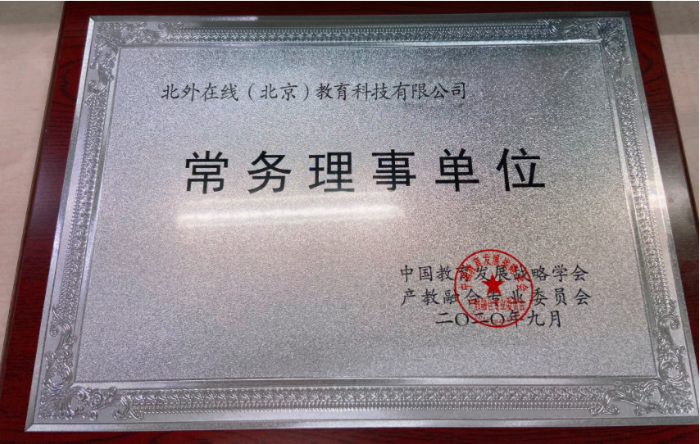 北外在线（北京）教育科技有限公司
常务理事单位
中国教育发展战略学会
产教融合专业委员会
二〇二〇年九月